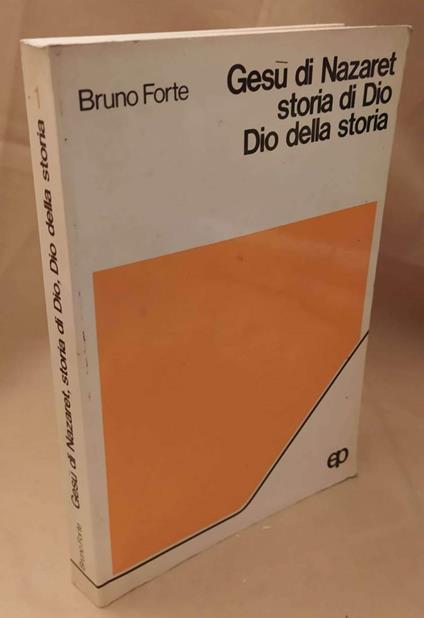 Bruno Forte
Gesù di Nazaret
storia di Dio
Dio della storia
ep
Bruno Forte Gesù di Nazaret, storia di Dio, Dio della storia 1